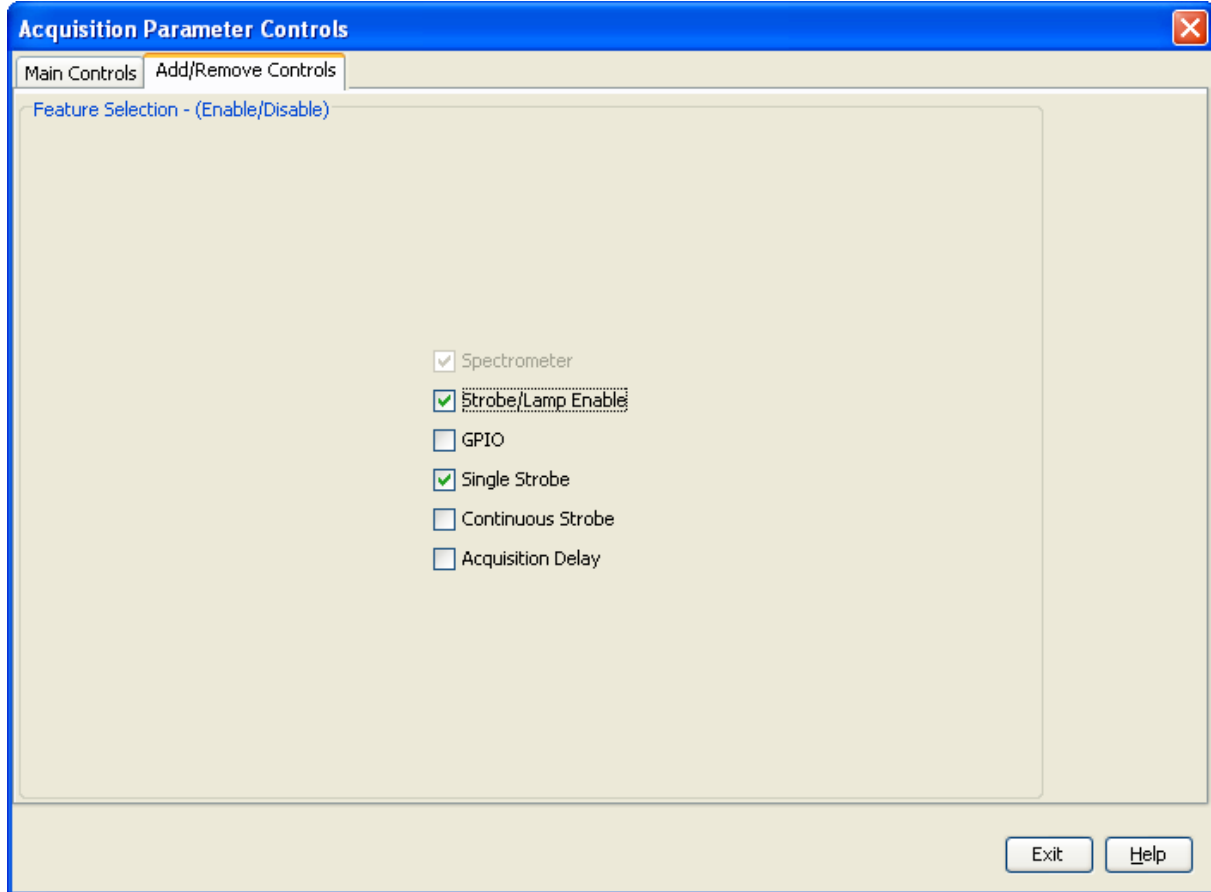 Acquisition Parameter Controls
Main Controls Add/Remove Controls
Feature Selection - (Enable/Disable)
Spectrometer
Strobe/Lamp Enable
GPIO
Single Strobe
Continuous Strobe
Acquisition Delay
Exit Help